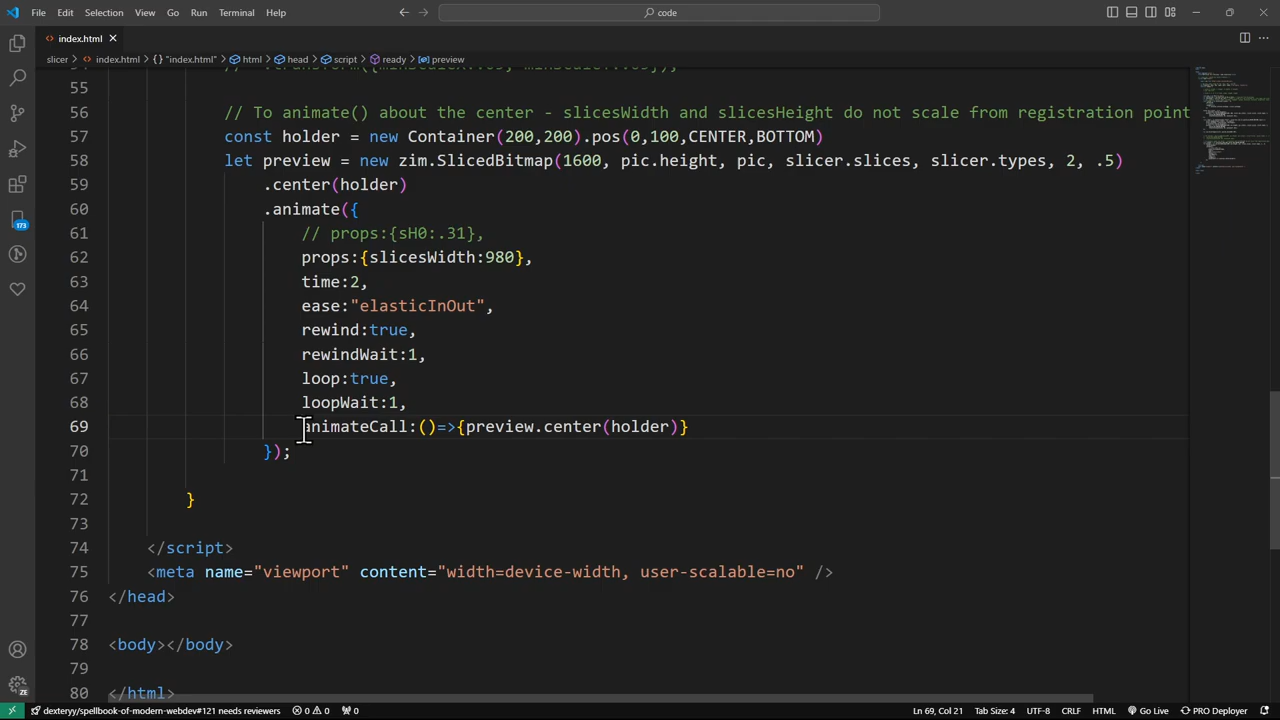 File Edit Selection View Go Run Terminal Help
code
index.html
slicer > index.html > "index.html" > html > head > script > ready > preview
55
56 // To animate() about the center - slicesWidth and slicesHeight do not scale from registration point
57 const holder = new Container(200,100).pos(0,100,CENTER,BOTTOM)
58 let preview = new zim.SlicedBitmap(1600, pic.height, pic, slicer.slices, slicer.types, 2, .5)
59 .center(holder)
60 .animate({
61 // props:{sH0:.31},
62 props:{slicesWidth:980},
63 time:2,
64 ease:"elasticInOut",
65 rewind:true,
66 rewindWait:1,
67 loop:true,
68 loopWait:1,
69 animateCall:()=>{preview.center(holder)}
70 });
71
72 }
73
74 </script>
75 <meta name="viewport" content="width=device-width, user-scalable=no" />
76 </head>
77
78 <body></body>
79
80 </html>
173
ZE
dexteryy/spellbook-of-modern-webdev#121 needs reviewers 0 0 0 Ln 69, Col 21 Tab Size: 4 UTF-8 CRLF HTML Go Live PRO Deployer